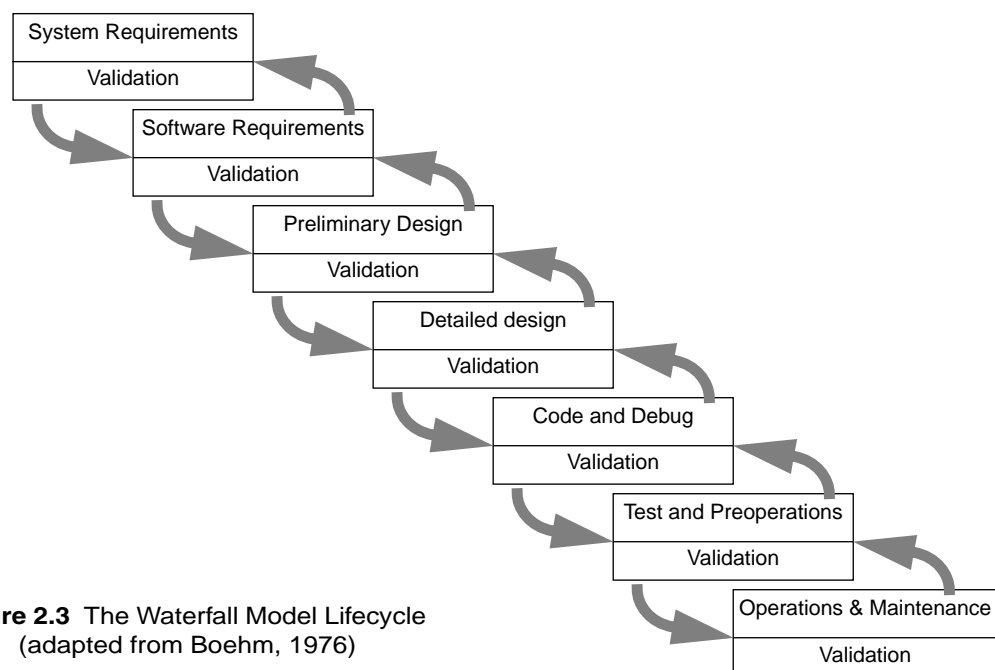 System Requirements
Validation
Software Requirements
Validation
Preliminary Design
Validation
Detailed design
Validation
Code and Debug
Validation
Test and Preoperations
Validation
Operations & Maintenance
Validation
re 2.3 The Waterfall Model Lifecycle
(adapted from Boehm, 1976)